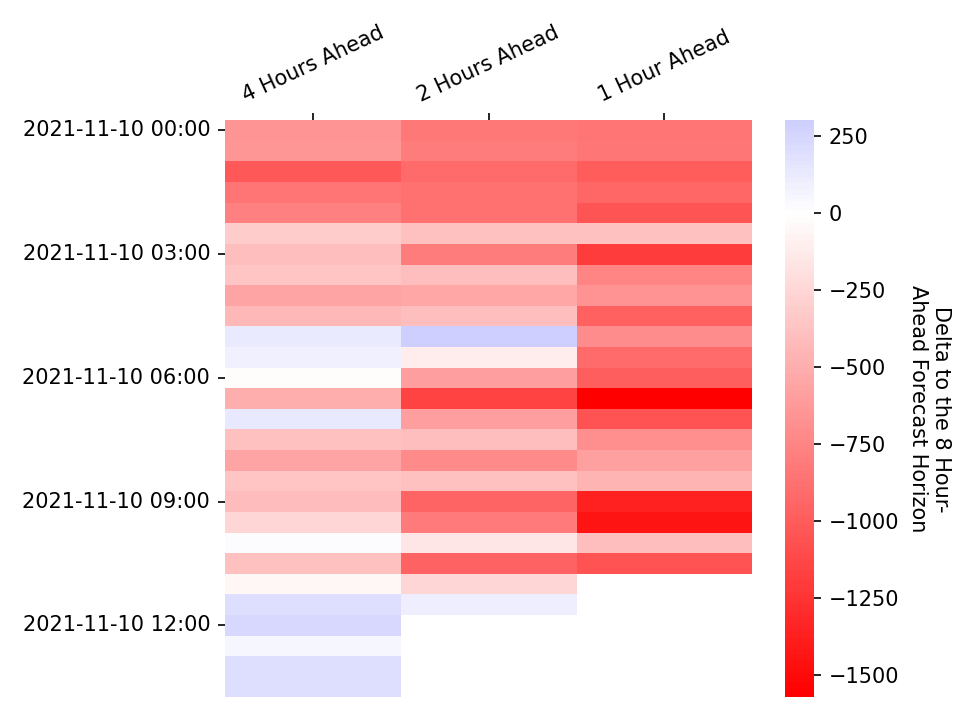 4 Hours Ahead
2 Hours Ahead
1 Hour Ahead
2021-11-10 00:00
2021-11-10 03:00
2021-11-10 06:00
2021-11-10 09:00
2021-11-10 12:00
250
0
−250
−500
−750
−1000
−1250
−1500
Delta to the 8 Hour-
Ahead Forecast Horizon